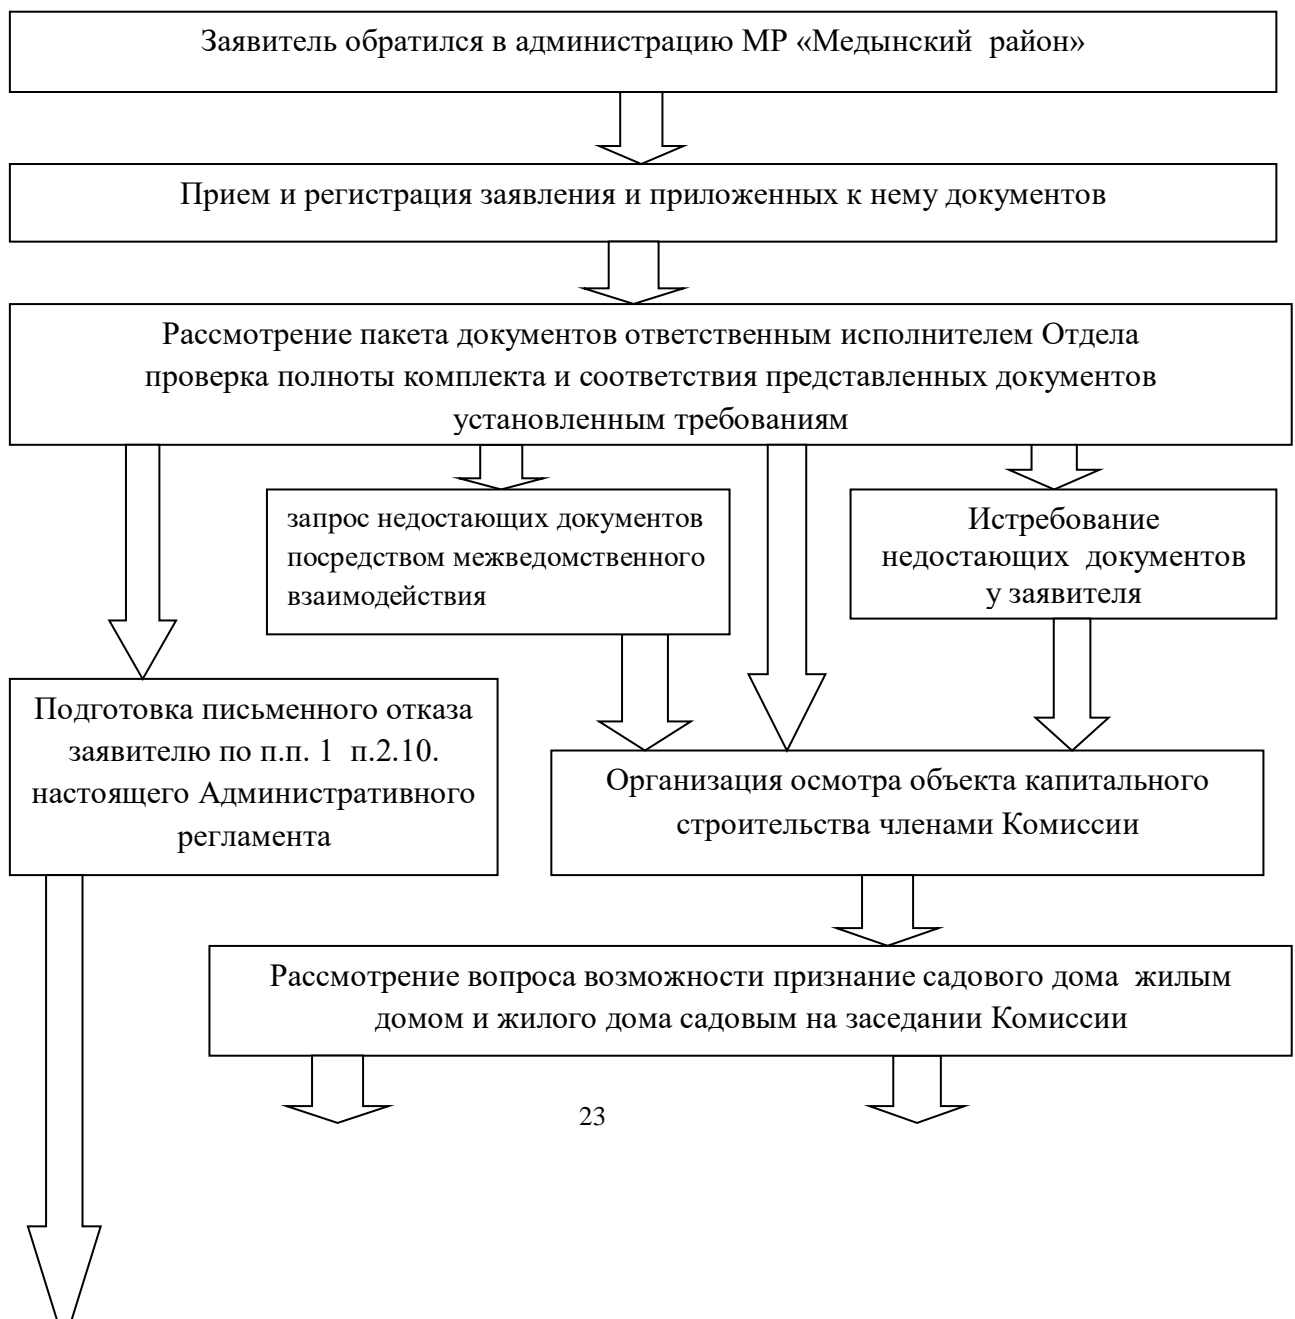 Заявитель обратился в администрацию МР «Медынский  район»
Прием и регистрация заявления и приложенных к нему документов
Рассмотрение пакета документов ответственным исполнителем Отдела
проверка полноты комплекта и соответствия представленных документов
установленным требованиям
запрос недостающих документов
посредством межведомственного
взаимодействия
Истребование
недостающих  документов
у заявителя
Подготовка письменного отказа
заявителю по п.п. 1  п.2.10.
настоящего Административного
регламента
Организация осмотра объекта капитального
строительства членами Комиссии
Рассмотрение вопроса возможности признание садового дома  жилым
домом и жилого дома садовым на заседании Комиссии
23